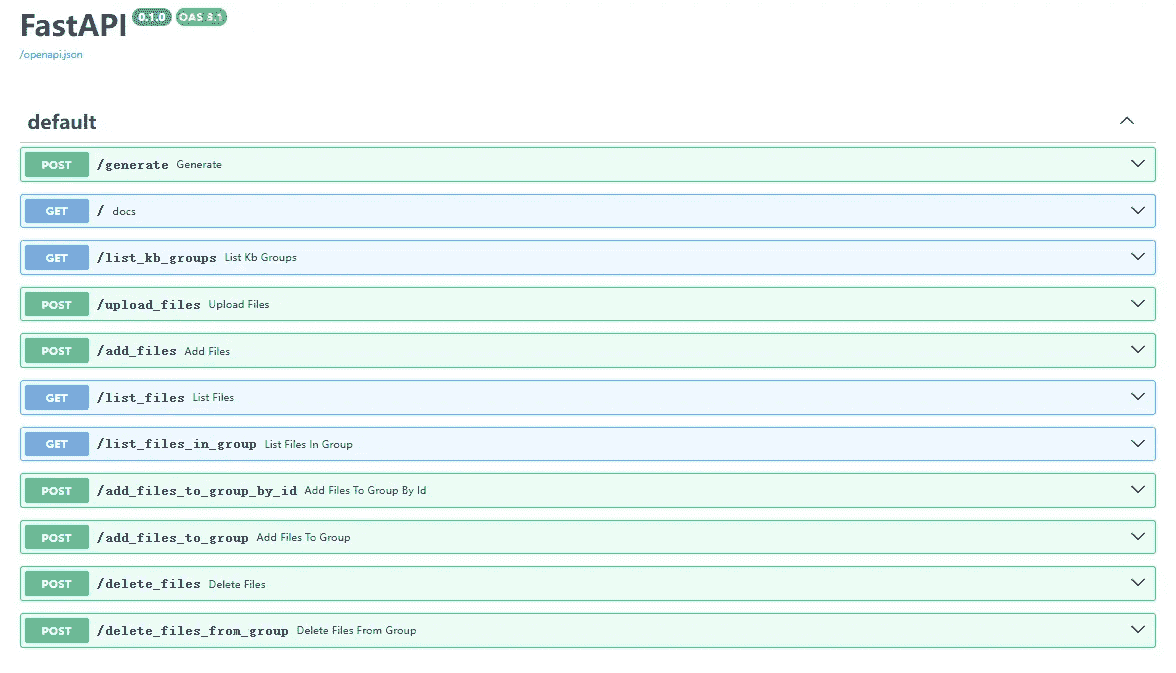 FastAPI 0.1.0 OAS 3.1
/openapi.json
default
POST /generate Generate
GET / docs
GET /list_kb_groups List Kb Groups
POST /upload_files Upload Files
POST /add_files Add Files
GET /list_files List Files
GET /list_files_in_group List Files In Group
POST /add_files_to_group_by_id Add Files To Group By Id
POST /add_files_to_group Add Files To Group
POST /delete_files Delete Files
POST /delete_files_from_group Delete Files From Group